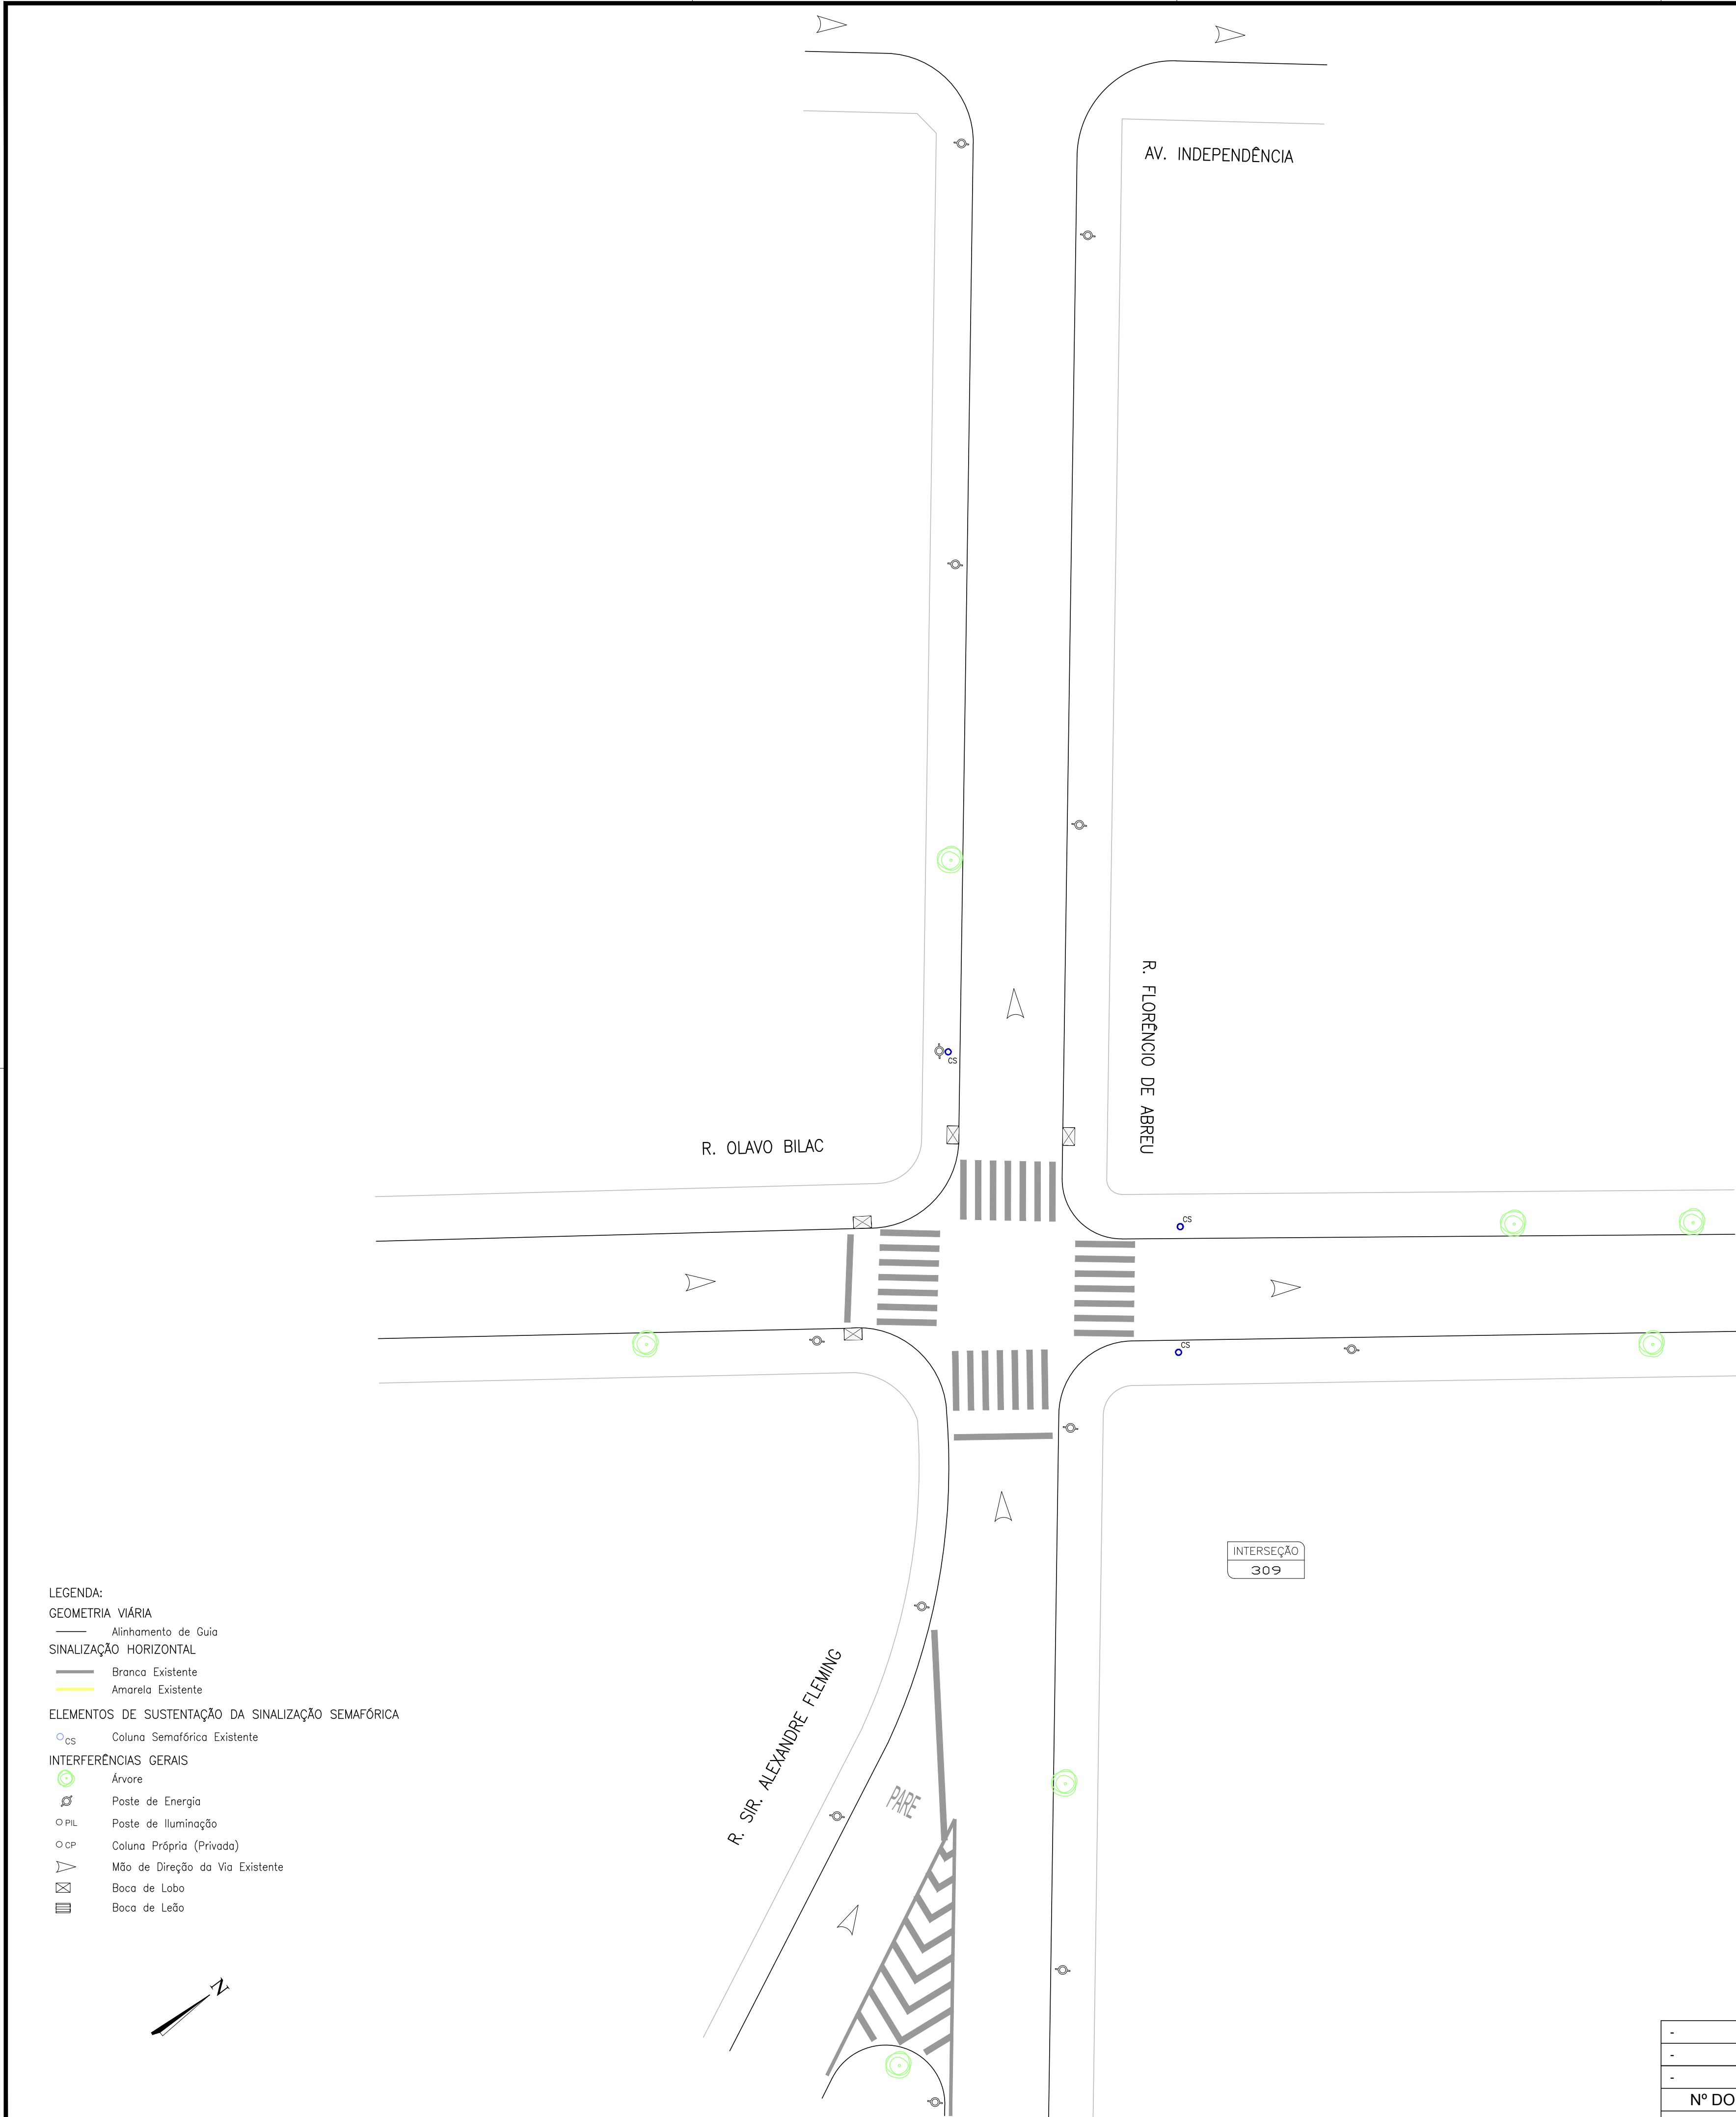 AV. INDEPENDÊNCIA
R. FLORÊNCIO DE ABREU
CS
R. OLAVO BILAC
CS
CS
INTERSEÇÃO
309
R. SIR. ALEXANDRE FLEMING
PARE
LEGENDA:
GEOMETRIA VIÁRIA
Alinhamento de Guia
SINALIZAÇÃO HORIZONTAL
Branca Existente
Amarela Existente
ELEMENTOS DE SUSTENTAÇÃO DA SINALIZAÇÃO SEMAFÓRICA
CS Coluna Semafórica Existente
INTERFERÊNCIAS GERAIS
Árvore
Poste de Energia
PIL Poste de Iluminação
CP Coluna Própria (Privada)
Mão de Direção da Via Existente
Boca de Lobo
Boca de Leão
N
-
-
-
Nº DO